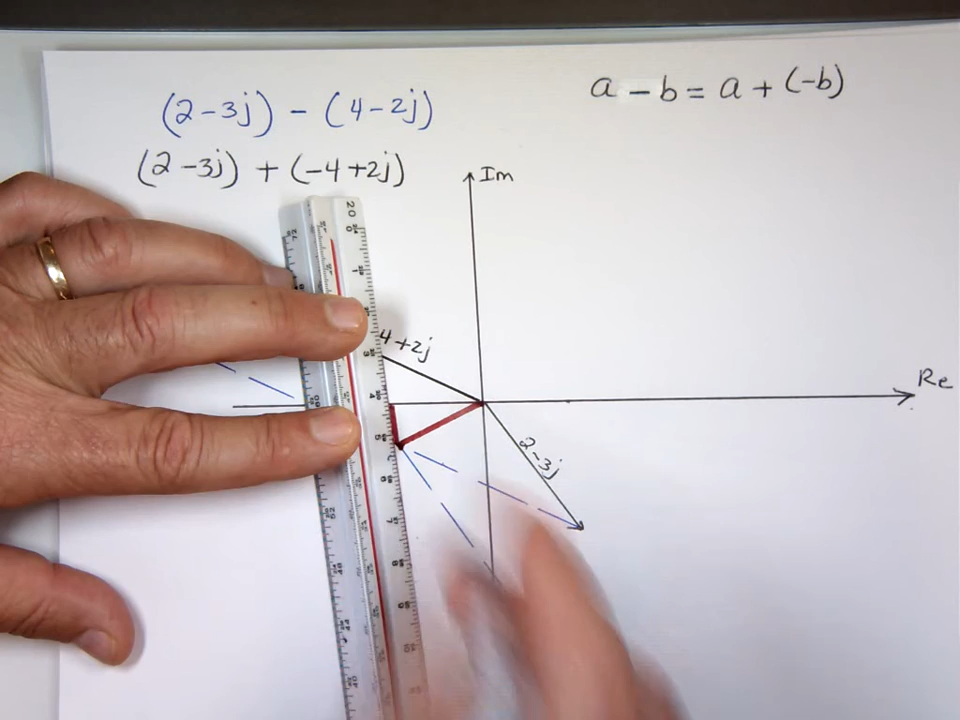 (2-3j) - (4-2j)
a - b = a + (-b)
(2-3j) + (-4+2j)
Im
4+2j
Re
2-3j